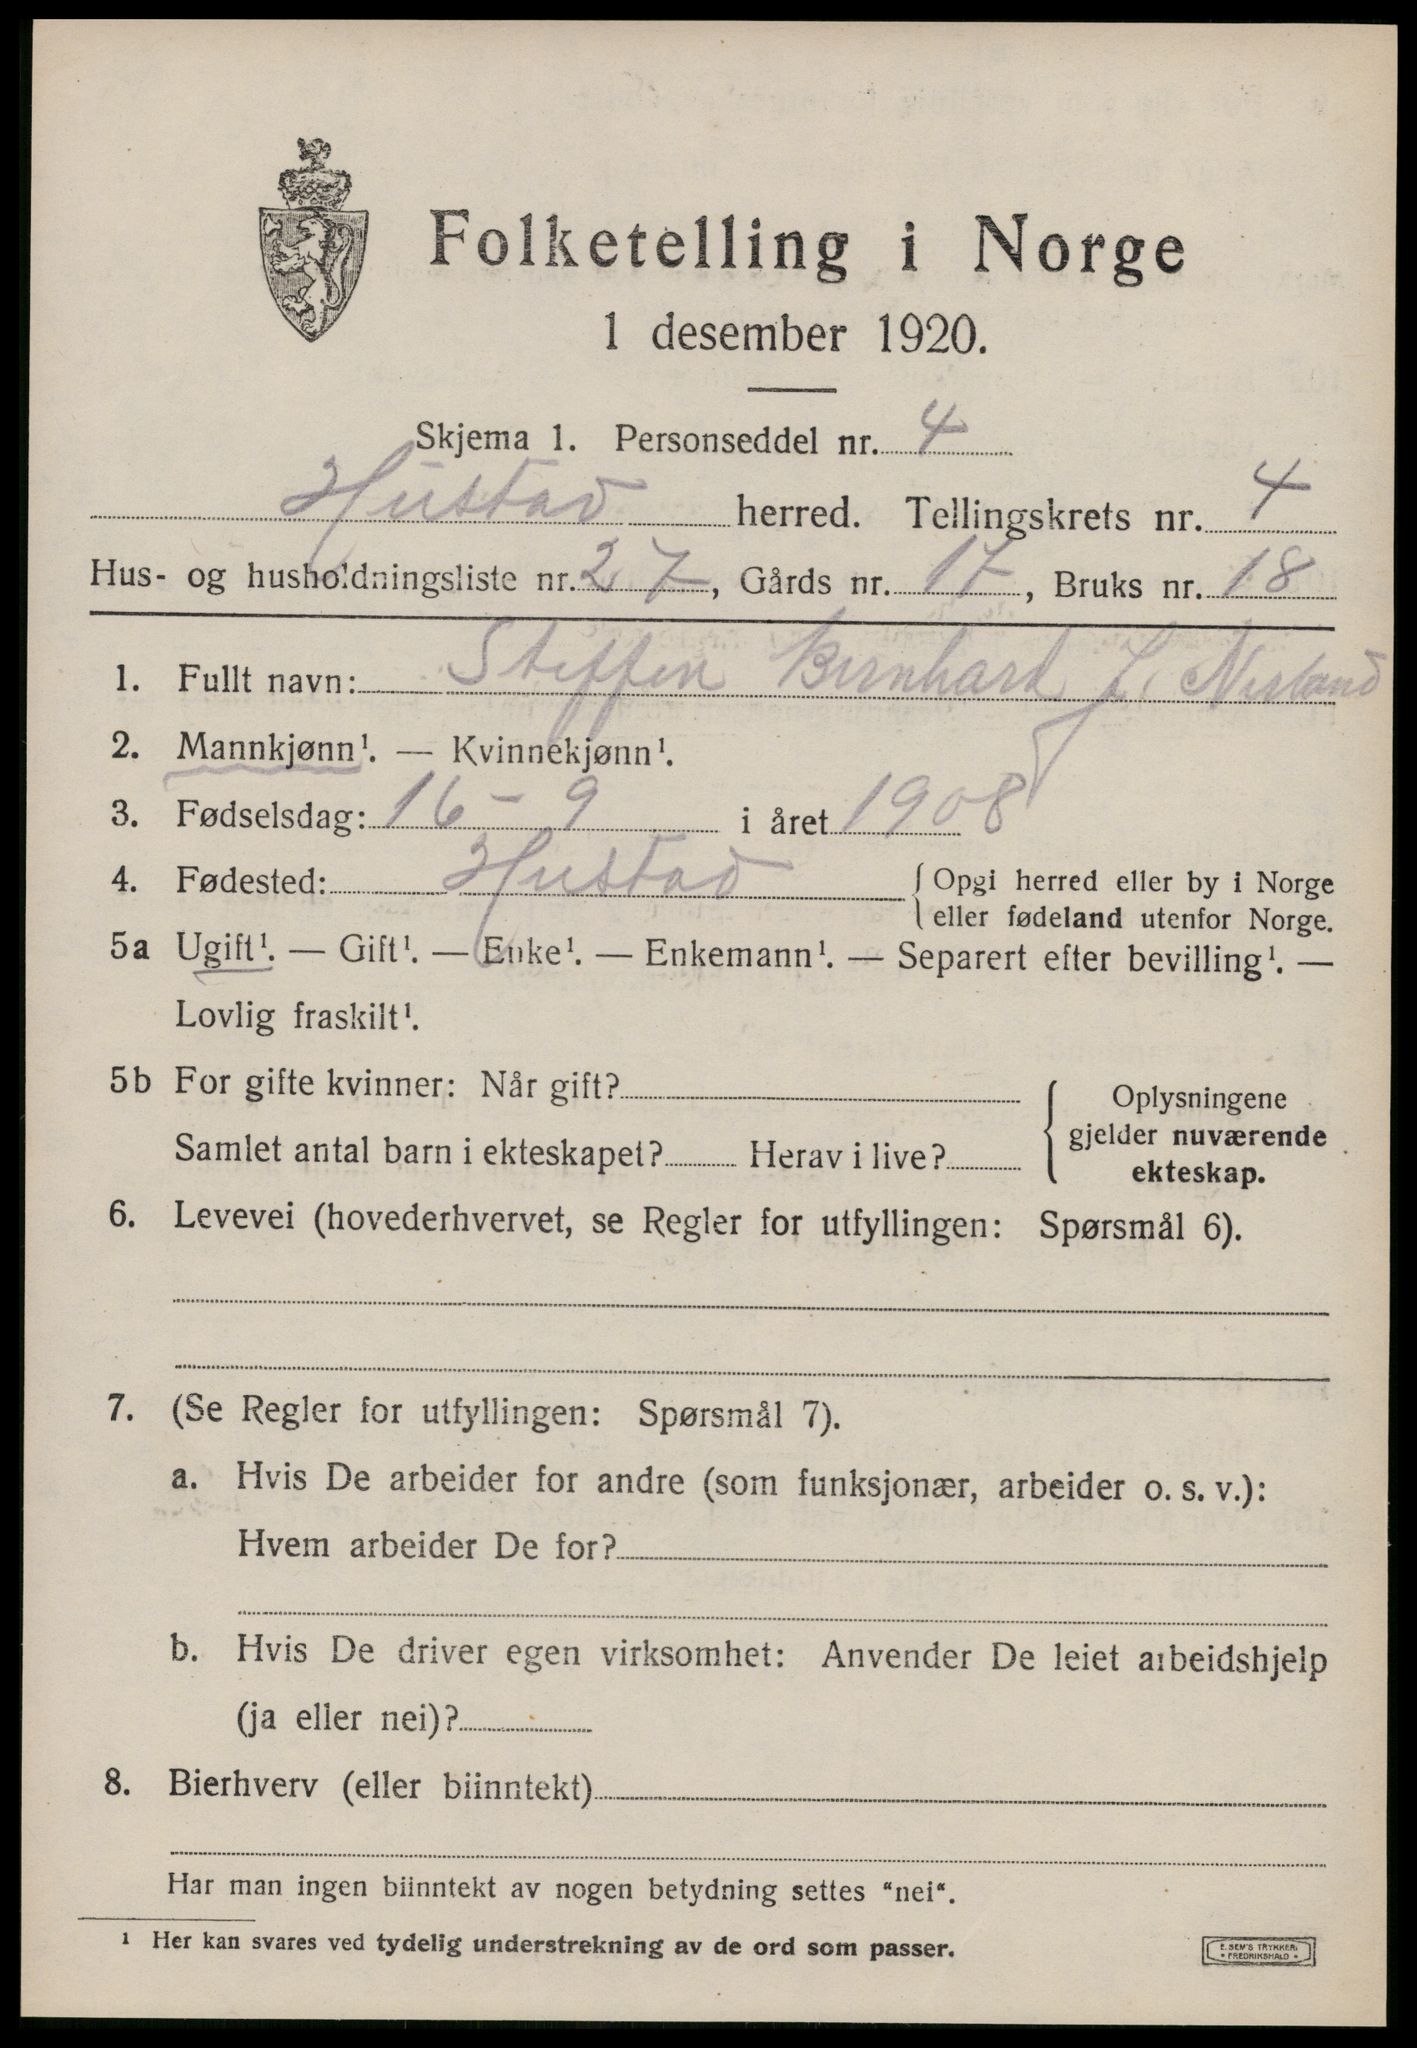 Folketelling i Norge
1 desember 1920.
Skjema 1. Personseddel nr. 4
Hustad herred. Tellingskrets nr. 4
Hus- og husholdningsliste nr. 27, Gårds nr. 17, Bruks nr. 18
1. Fullt navn: Steffen Bernhard J. Nerland
2. Mannkjønn¹. — Kvinnekjønn¹.
3. Fødselsdag: 16 - 9 i året 1908
4. Fødested: Hustad { Opgi herred eller by i Norge
eller fødeland utenfor Norge.
5a Ugift¹. — Gift¹. — Enke¹. — Enkemann¹. — Separert efter bevilling¹. —
Lovlig fraskilt¹.
5b For gifte kvinner: Når gift?
Samlet antal barn i ekteskapet? Herav i live?
Oplysningene
gjelder nuværende
ekteskap.
6. Levevei (hovederhvervet, se Regler for utfyllingen: Spørsmål 6).
7. (Se Regler for utfyllingen: Spørsmål 7).
a. Hvis De arbeider for andre (som funksjonær, arbeider o. s. v.):
Hvem arbeider De for?
b. Hvis De driver egen virksomhet: Anvender De leiet arbeidshjelp
(ja eller nei)?
8. Bierhverv (eller biinntekt)
Har man ingen biinntekt av nogen betydning settes "nei".
¹ Her kan svares ved tydelig understrekning av de ord som passer.
E. SEM'S TRYKKERI
• FREDRIKSHALD •